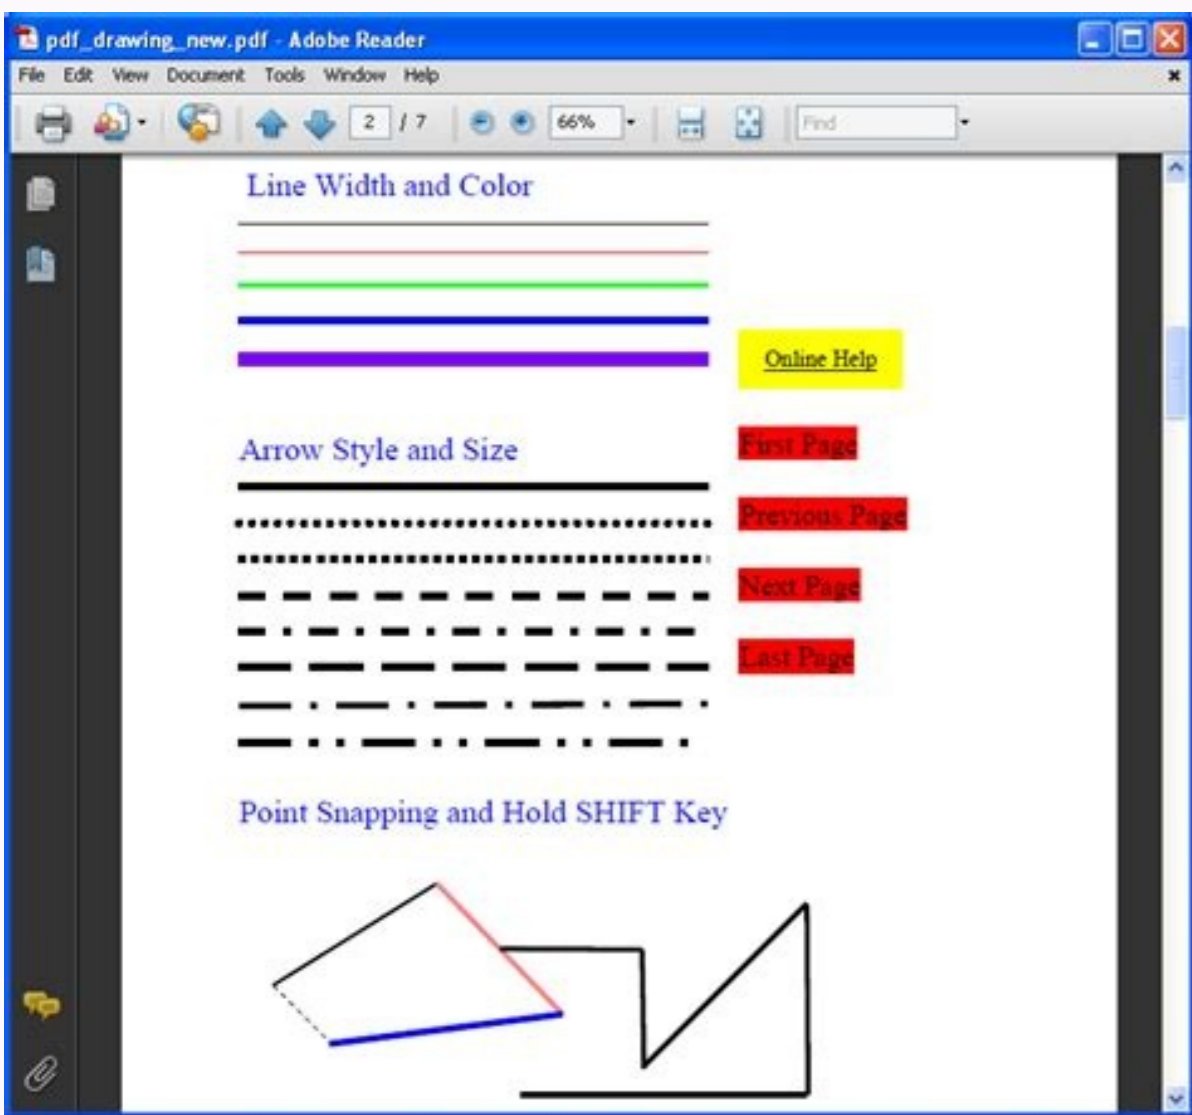 pdf_drawing_new.pdf - Adobe Reader
File Edit View Document Tools Window Help
2 / 7 66% Find
Line Width and Color
Online Help
Arrow Style and Size
First Page
Previous Page
Next Page
Last Page
Point Snapping and Hold SHIFT Key